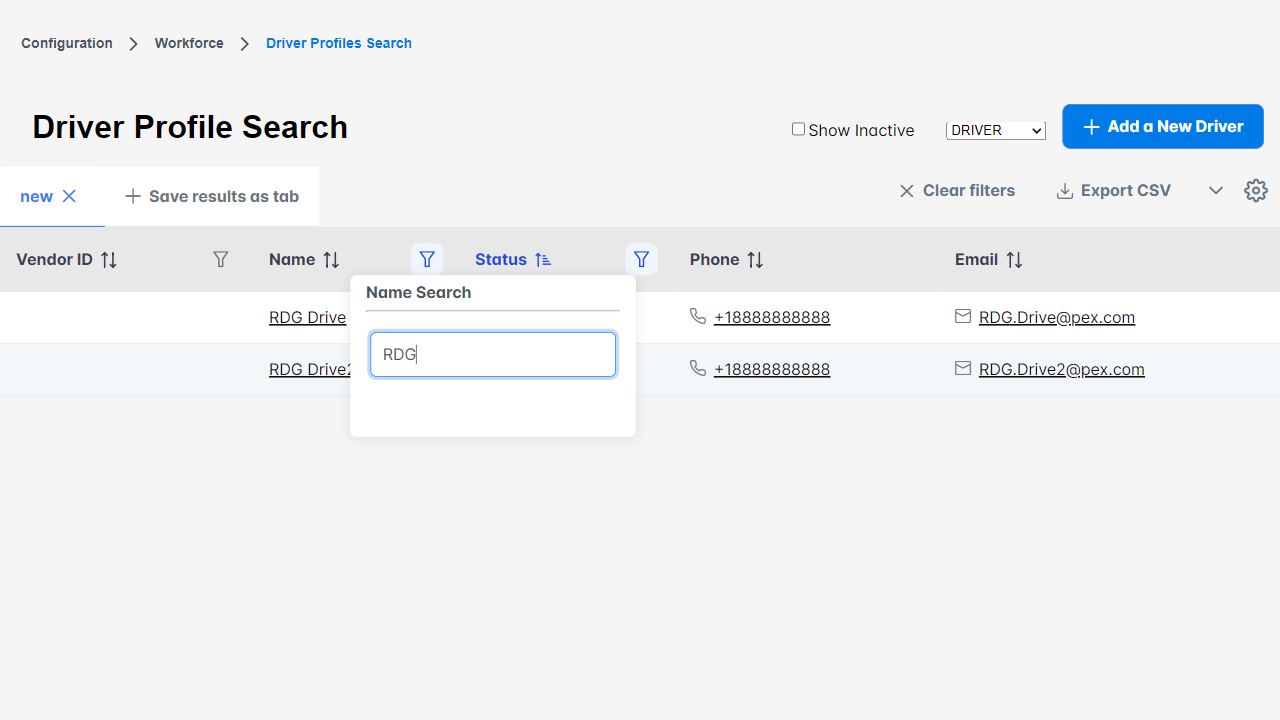 Configuration Workforce Driver Profiles Search
Driver Profile Search
Show Inactive DRIVER Add a New Driver
new Save results as tab Clear filters Export CSV
Vendor ID Name Status Phone Email
Name Search
RDG Drive +18888888888 RDG.Drive@pex.com
RDG
RDG Drive2 +18888888888 RDG.Drive2@pex.com